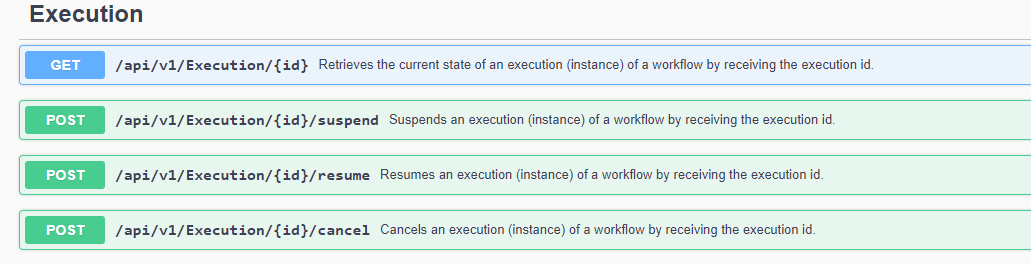 Execution
GET /api/v1/Execution/{id} Retrieves the current state of an execution (instance) of a workflow by receiving the execution id.
POST /api/v1/Execution/{id}/suspend Suspends an execution (instance) of a workflow by receiving the execution id.
POST /api/v1/Execution/{id}/resume Resumes an execution (instance) of a workflow by receiving the execution id.
POST /api/v1/Execution/{id}/cancel Cancels an execution (instance) of a workflow by receiving the execution id.